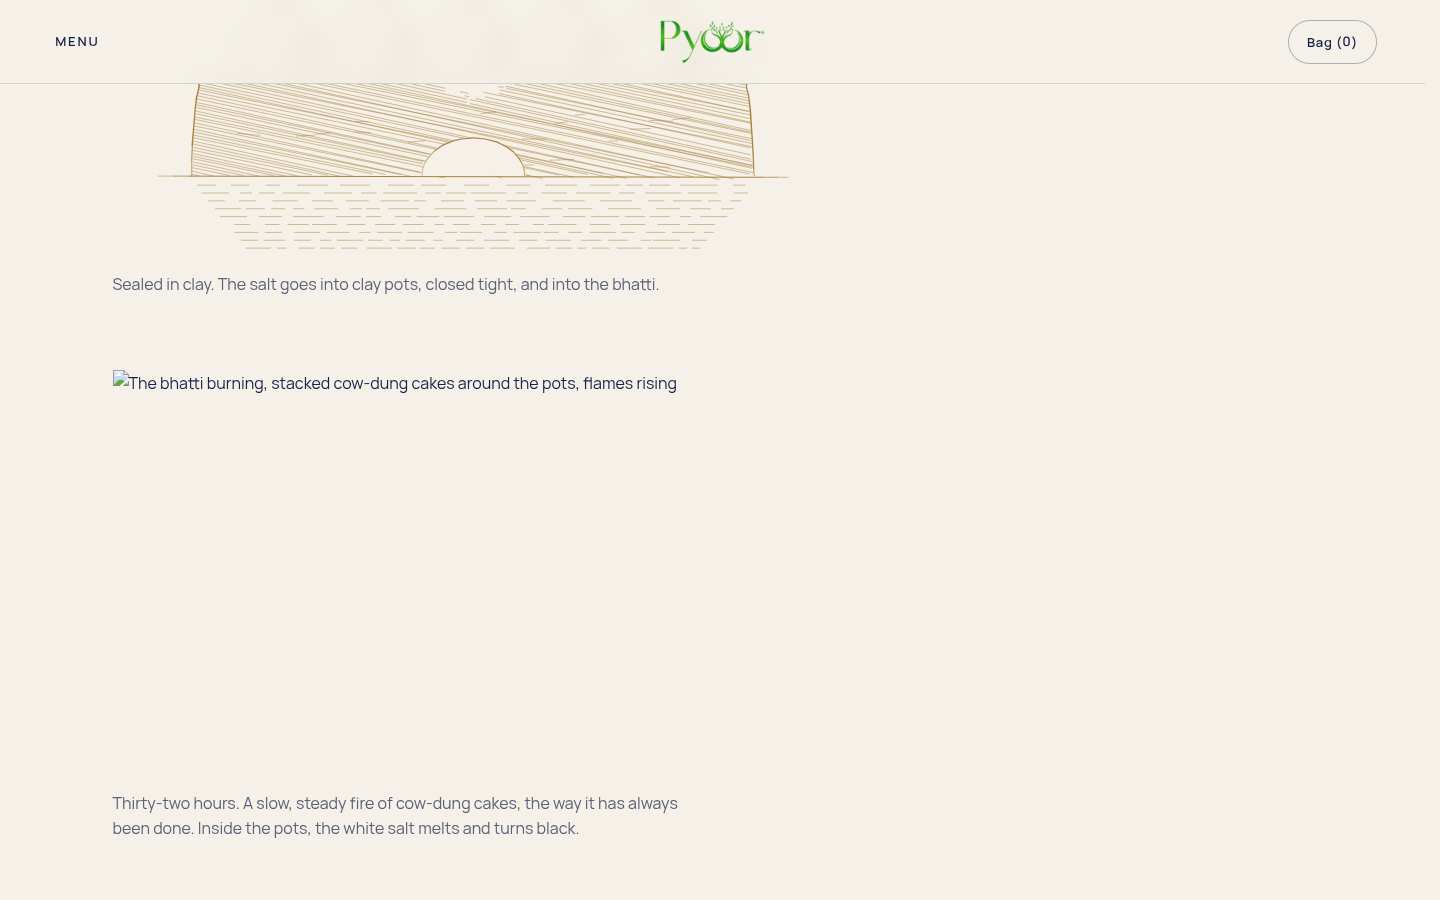 MENU
Pyoor
Bag (0)
Sealed in clay. The salt goes into clay pots, closed tight, and into the bhatti.
The bhatti burning, stacked cow-dung cakes around the pots, flames rising
Thirty-two hours. A slow, steady fire of cow-dung cakes, the way it has always
been done. Inside the pots, the white salt melts and turns black.